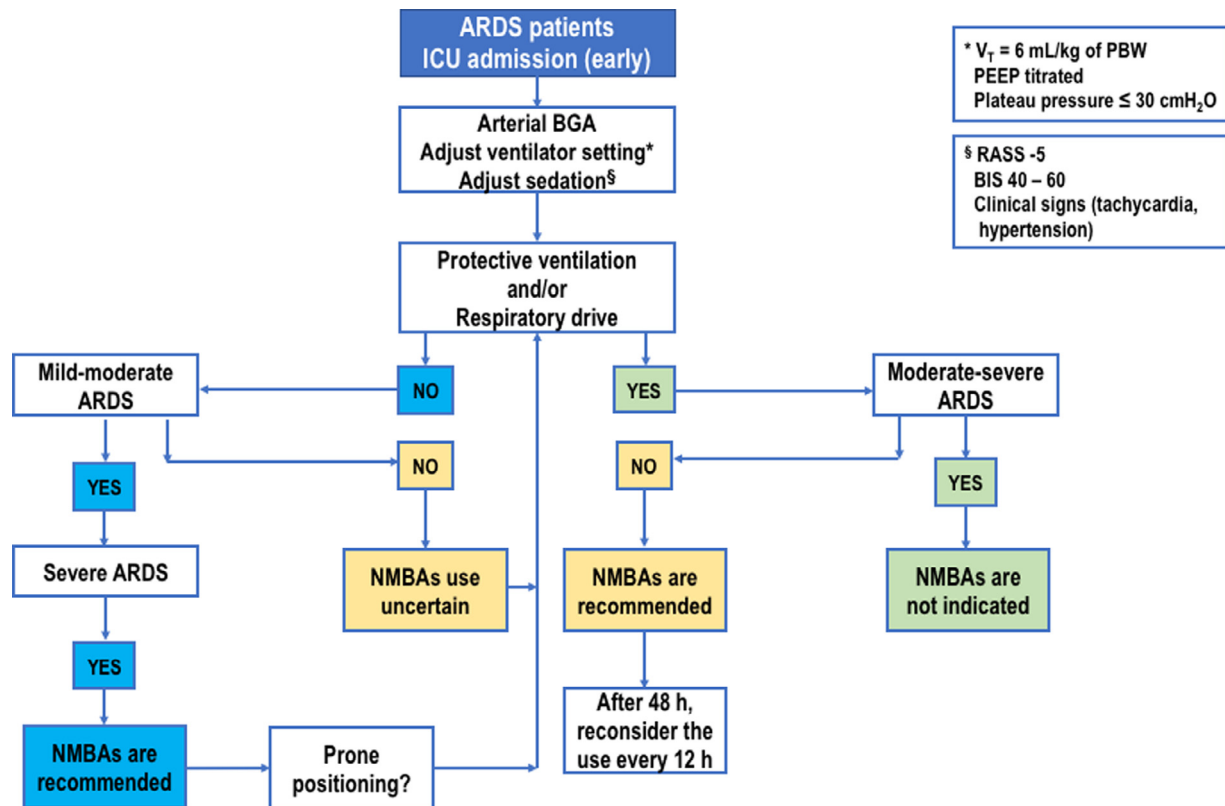 ARDS patients
ICU admission (early)
* VT = 6 mL/kg of PBW
PEEP titrated
Plateau pressure ≤ 30 cmH2O
Arterial BGA
Adjust ventilator setting*
Adjust sedation§
§ RASS -5
BIS 40 – 60
Clinical signs (tachycardia,
hypertension)
Protective ventilation
and/or
Respiratory drive
Mild-moderate
ARDS
NO
YES
Moderate-severe
ARDS
YES
NO
NO
YES
Severe ARDS
NMBAs use
uncertain
NMBAs are
recommended
NMBAs are
not indicated
YES
After 48 h,
reconsider the
use every 12 h
NMBAs are
recommended
Prone
positioning?